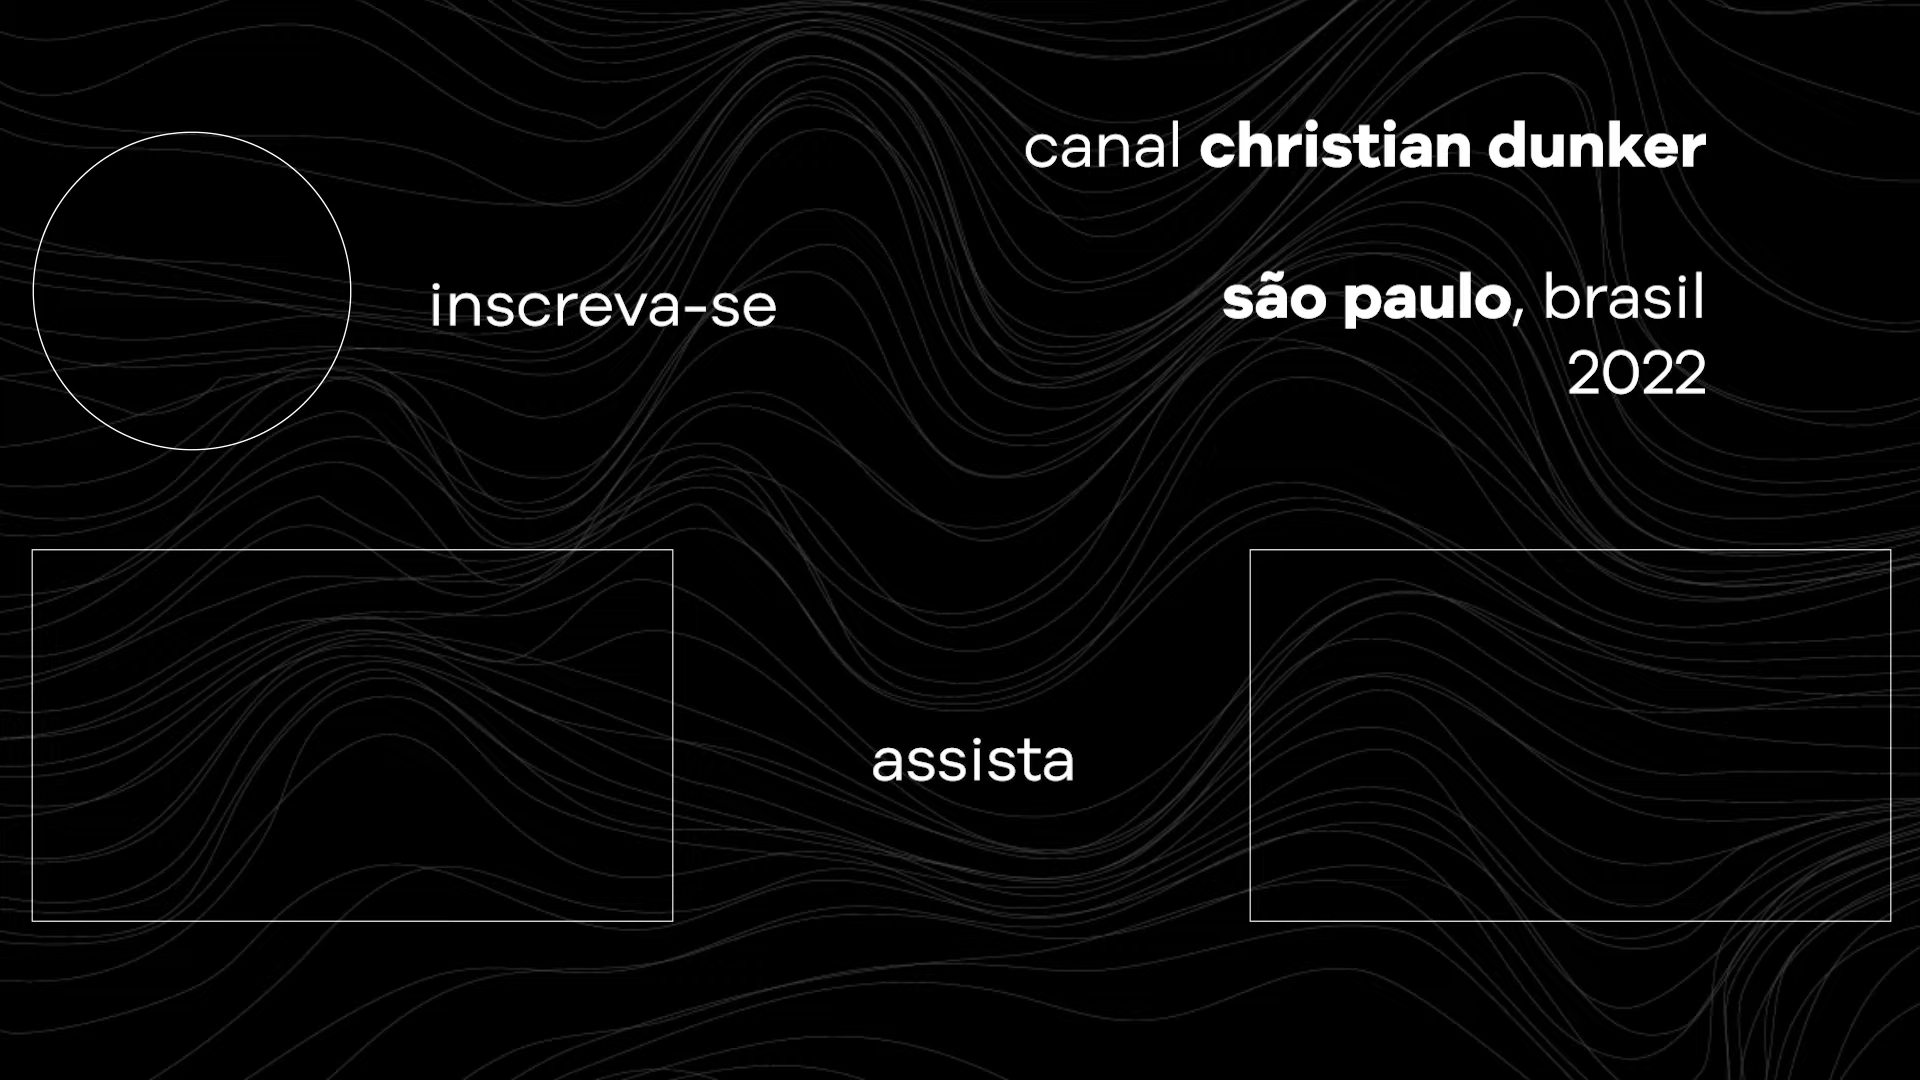 canal christian dunker
inscreva-se
são paulo, brasil
2022
assista